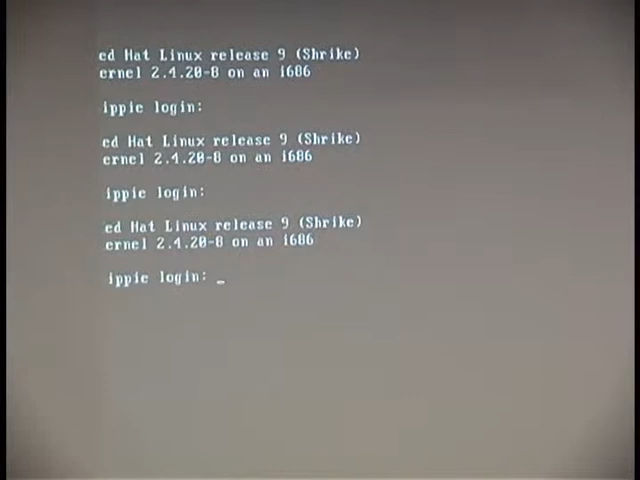 ed Hat Linux release 9 (Shrike)
ernel 2.4.20-8 on an i686
ippie login:
ed Hat Linux release 9 (Shrike)
ernel 2.4.20-8 on an i686
ippie login:
ed Hat Linux release 9 (Shrike)
ernel 2.4.20-8 on an i686
ippie login: _